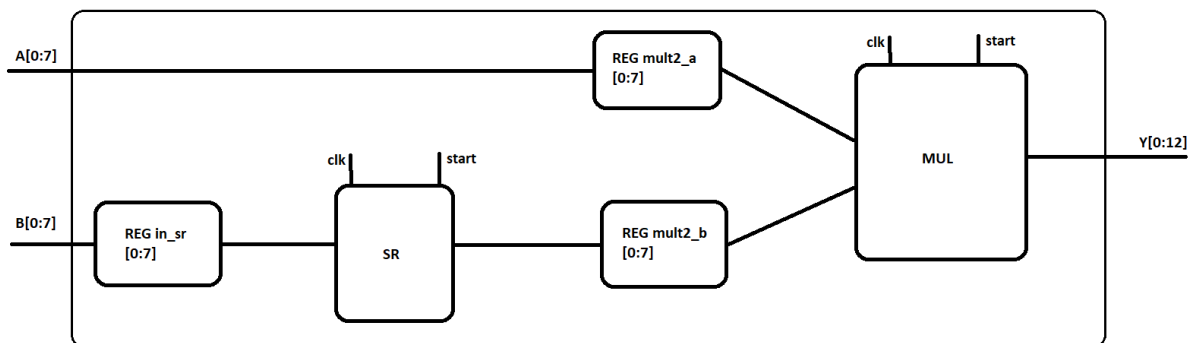 A[0:7]
REG mult2_a
[0:7]
clk
start
MUL
Y[0:12]
clk
start
B[0:7]
REG in_sr
[0:7]
SR
REG mult2_b
[0:7]